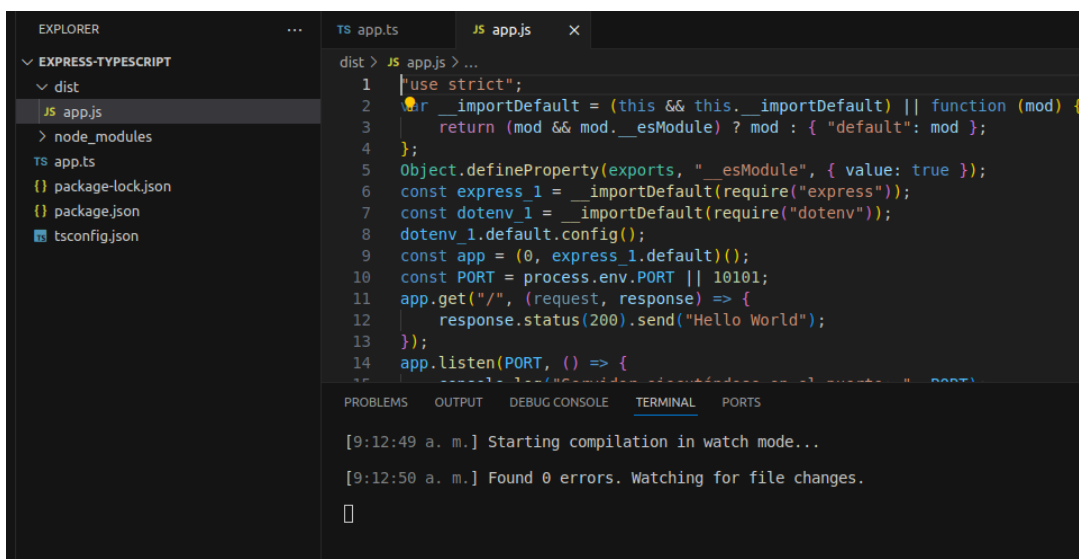 EXPLORER ...
EXPRESS-TYPESCRIPT
dist
JS app.js
node_modules
TS app.ts
{} package-lock.json
{} package.json
TS tsconfig.json
TS app.ts JS app.js ×
dist > JS app.js > ...
1 "use strict";
2 var __importDefault = (this && this.__importDefault) || function (mod) {
3 return (mod && mod.__esModule) ? mod : { "default": mod };
4 };
5 Object.defineProperty(exports, "__esModule", { value: true });
6 const express_1 = __importDefault(require("express"));
7 const dotenv_1 = __importDefault(require("dotenv"));
8 dotenv_1.default.config();
9 const app = (0, express_1.default)();
10 const PORT = process.env.PORT || 10101;
11 app.get("/", (request, response) => {
12 response.status(200).send("Hello World");
13 });
14 app.listen(PORT, () => {
PROBLEMS OUTPUT DEBUG CONSOLE TERMINAL PORTS
[9:12:49 a. m.] Starting compilation in watch mode...
[9:12:50 a. m.] Found 0 errors. Watching for file changes.